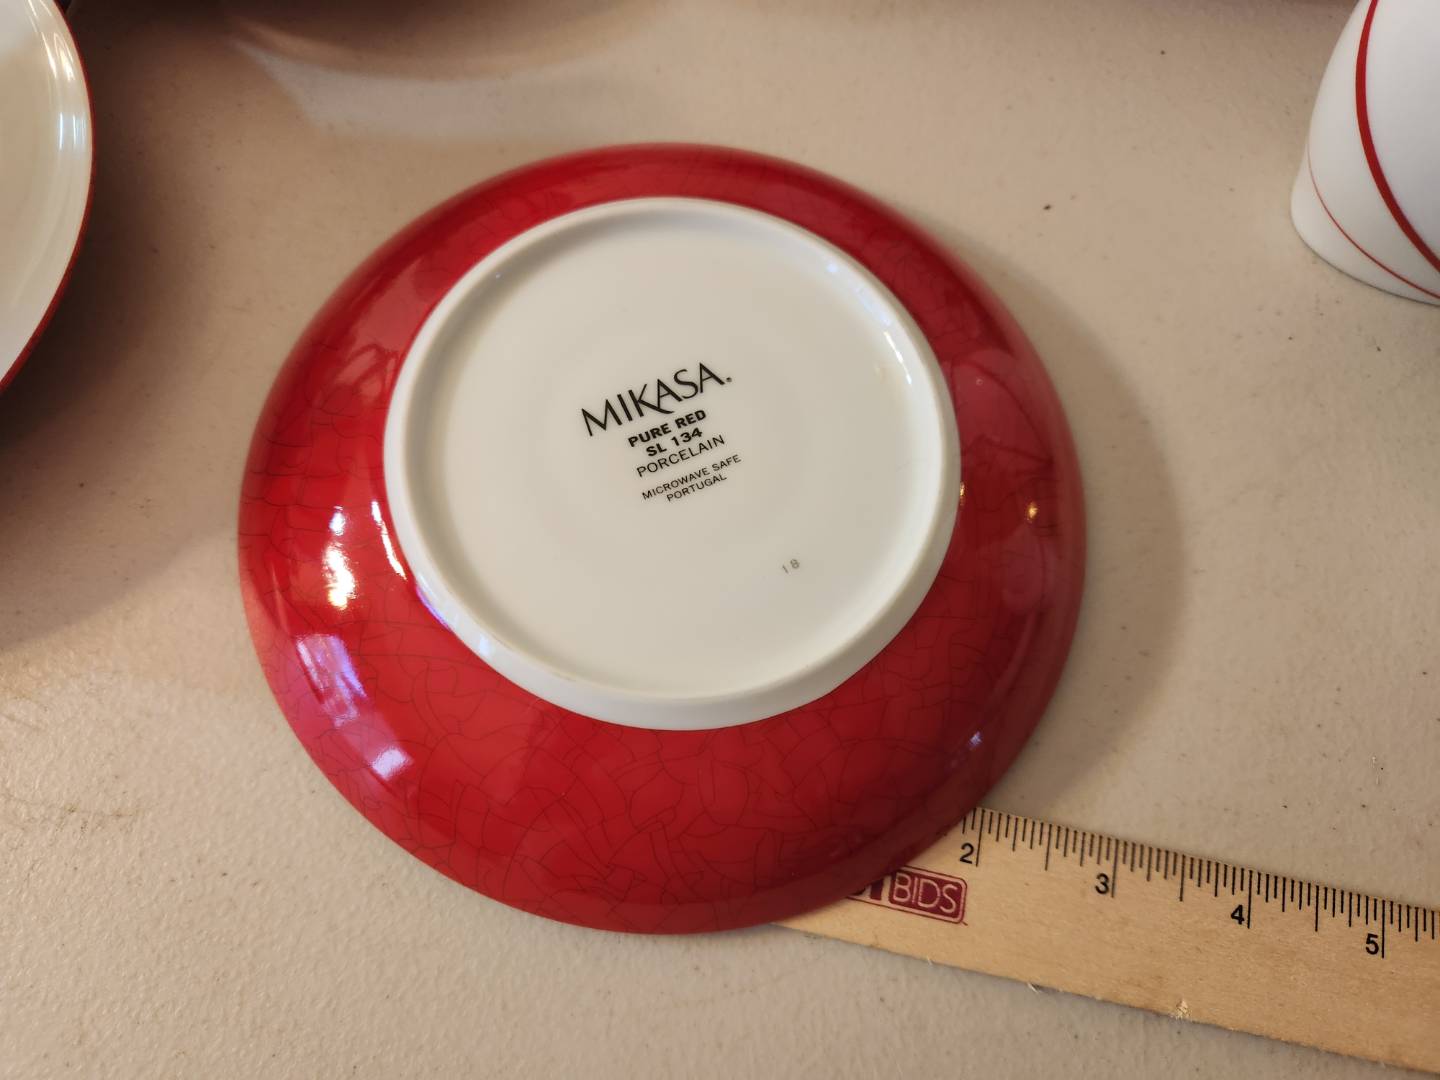 MIKASA.
PURE RED
SL 134
PORCELAIN
MICROWAVE SAFE
PORTUGAL
18
2
3
4
5
BIDS